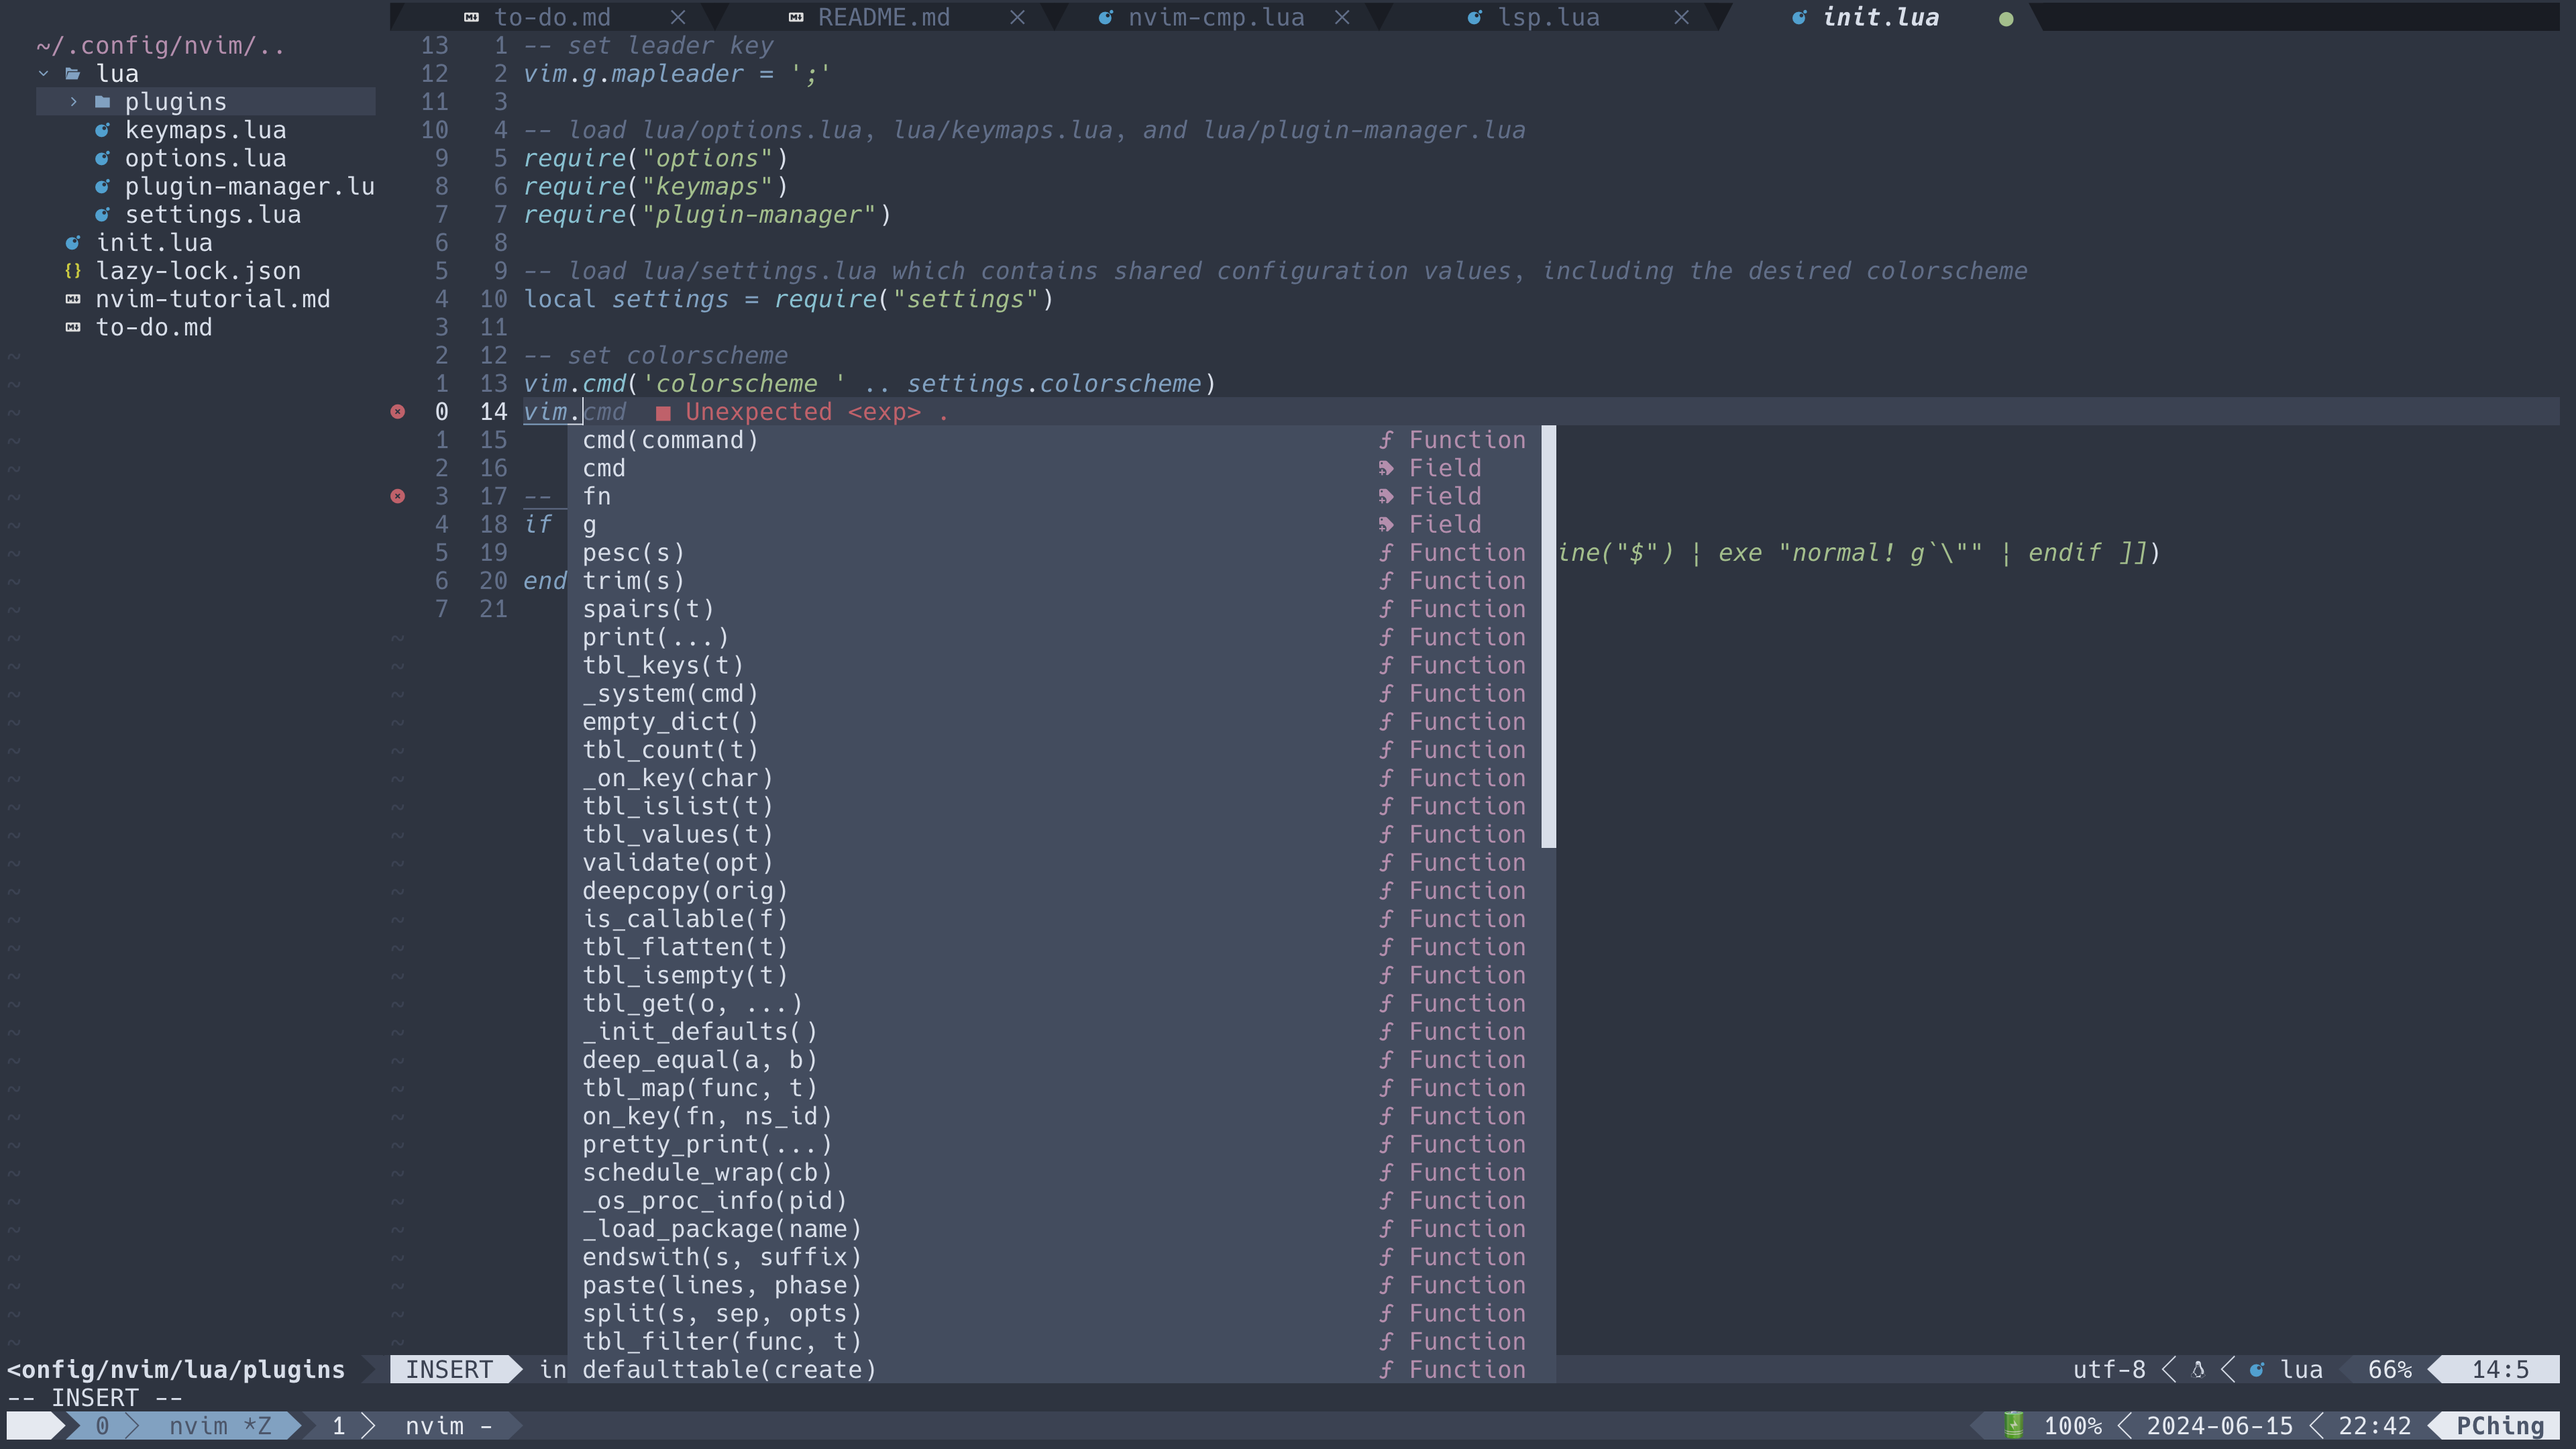 to-do.md README.md nvim-cmp.lua lsp.lua init.lua
~/.config/nvim/..
lua
plugins
keymaps.lua
options.lua
plugin-manager.lu
settings.lua
init.lua
lazy-lock.json
nvim-tutorial.md
to-do.md
13 1 -- set leader key
12 2 vim.g.mapleader = ';'
11 3
10 4 -- load lua/options.lua, lua/keymaps.lua, and lua/plugin-manager.lua
9 5 require("options")
8 6 require("keymaps")
7 7 require("plugin-manager")
6 8
5 9 -- load lua/settings.lua which contains shared configuration values, including the desired colorscheme
4 10 local settings = require("settings")
3 11
2 12 -- set colorscheme
1 13 vim.cmd('colorscheme ' .. settings.colorscheme)
0 14 vim.cmd ■ Unexpected <exp> .
1 15
2 16
3 17 --
4 18 if
5 19 ine("$") | exe "normal! g`\"" | endif ]])
6 20 end
7 21
cmd(command) ƒ Function
cmd Field
fn Field
g Field
pesc(s) ƒ Function
trim(s) ƒ Function
spairs(t) ƒ Function
print(...) ƒ Function
tbl_keys(t) ƒ Function
_system(cmd) ƒ Function
empty_dict() ƒ Function
tbl_count(t) ƒ Function
_on_key(char) ƒ Function
tbl_islist(t) ƒ Function
tbl_values(t) ƒ Function
validate(opt) ƒ Function
deepcopy(orig) ƒ Function
is_callable(f) ƒ Function
tbl_flatten(t) ƒ Function
tbl_isempty(t) ƒ Function
tbl_get(o, ...) ƒ Function
_init_defaults() ƒ Function
deep_equal(a, b) ƒ Function
tbl_map(func, t) ƒ Function
on_key(fn, ns_id) ƒ Function
pretty_print(...) ƒ Function
schedule_wrap(cb) ƒ Function
_os_proc_info(pid) ƒ Function
_load_package(name) ƒ Function
endswith(s, suffix) ƒ Function
paste(lines, phase) ƒ Function
split(s, sep, opts) ƒ Function
tbl_filter(func, t) ƒ Function
defaulttable(create) ƒ Function
<onfig/nvim/lua/plugins INSERT in utf-8 lua 66% 14:5
-- INSERT --
0 nvim *Z 1 nvim - 100% 2024-06-15 22:42 PChing